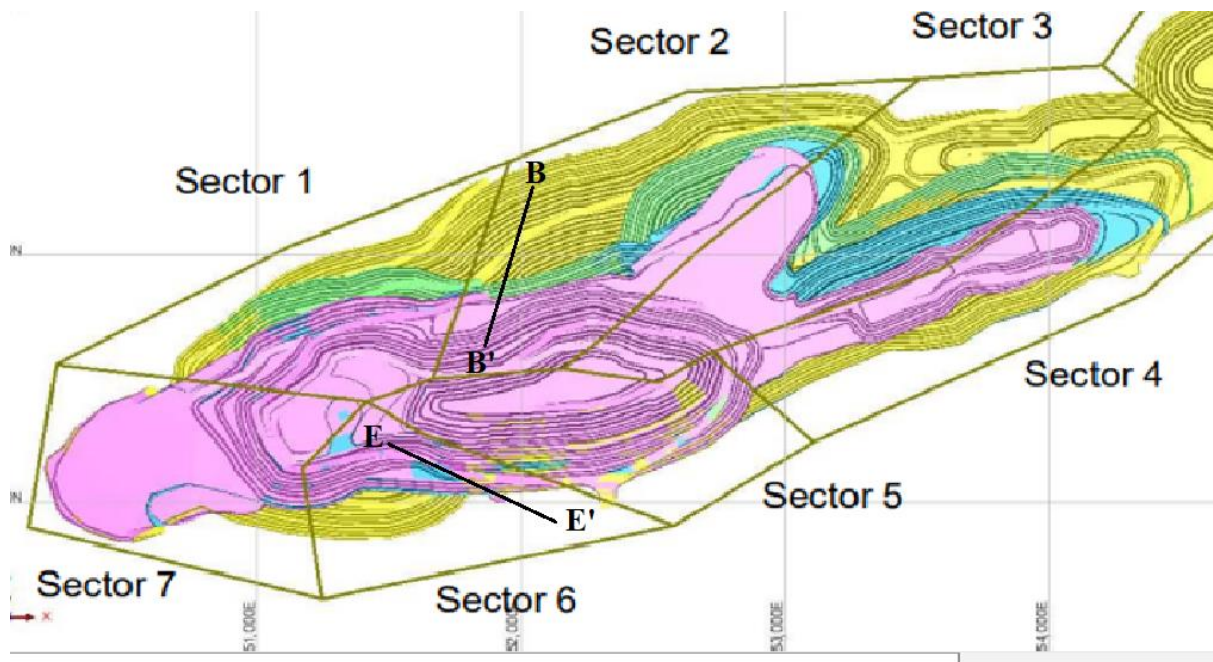 Sector 3
Sector 2
Sector 1
B
N
B'
Sector 4
E
N
E'
Sector 5
Sector 7
Sector 6
51,000E
52,000E
53,000E
54,000E
X